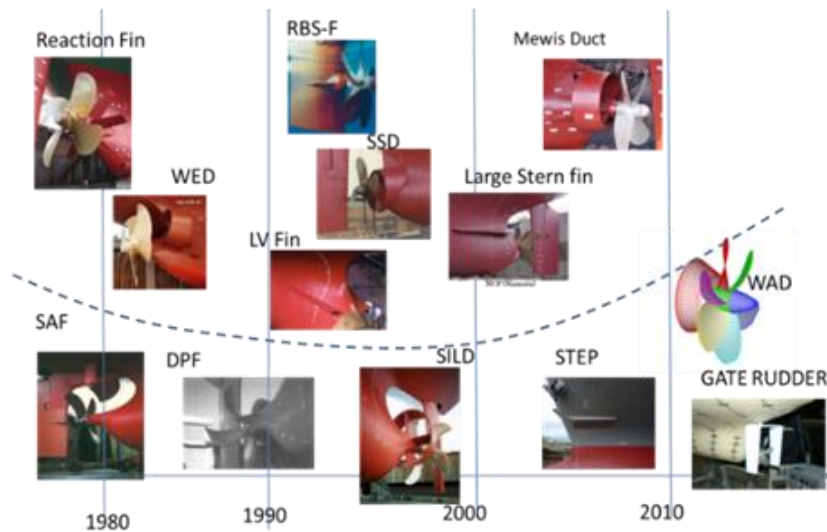 RBS-F
Reaction Fin
Mewis Duct
SSD
WED
Large Stern fin
LV Fin
WAD
SAF
DPF
SILD
STEP
GATE RUDDER
1980
1990
2000
2010